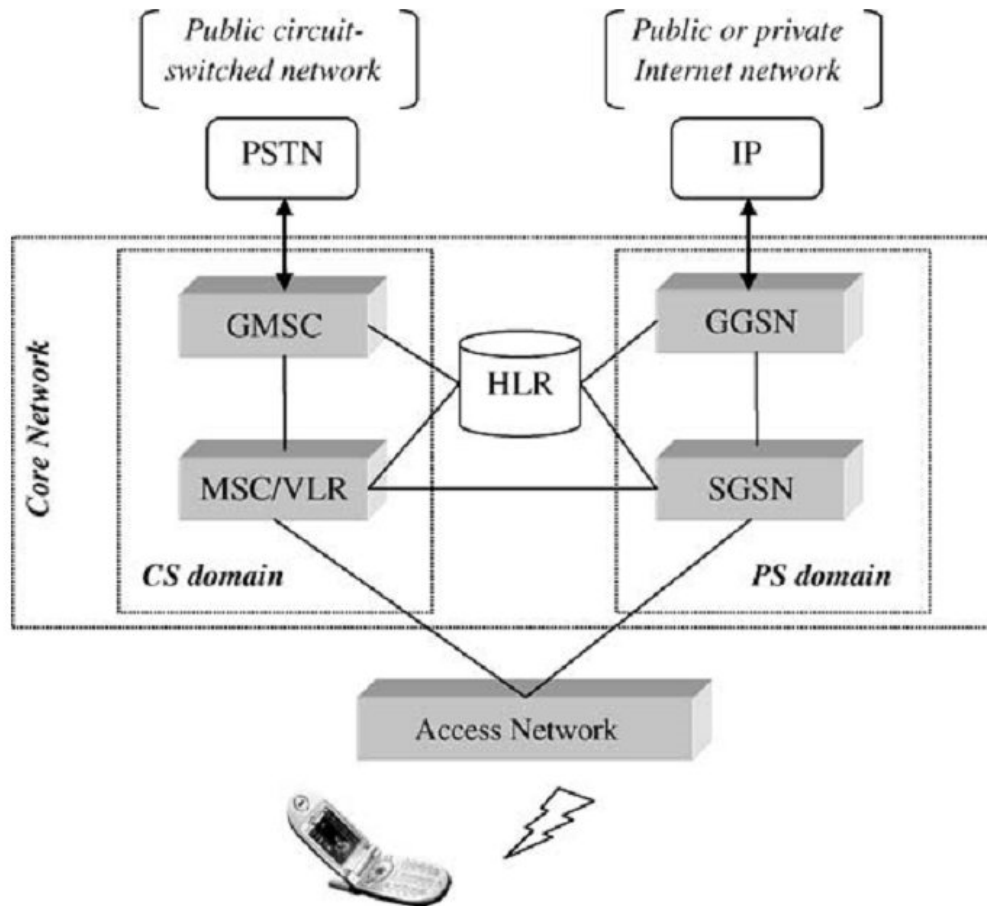 Public circuit-
switched network
Public or private
Internet network
PSTN
IP
GMSC
GGSN
HLR
Core Network
MSC/VLR
SGSN
CS domain
PS domain
Access Network